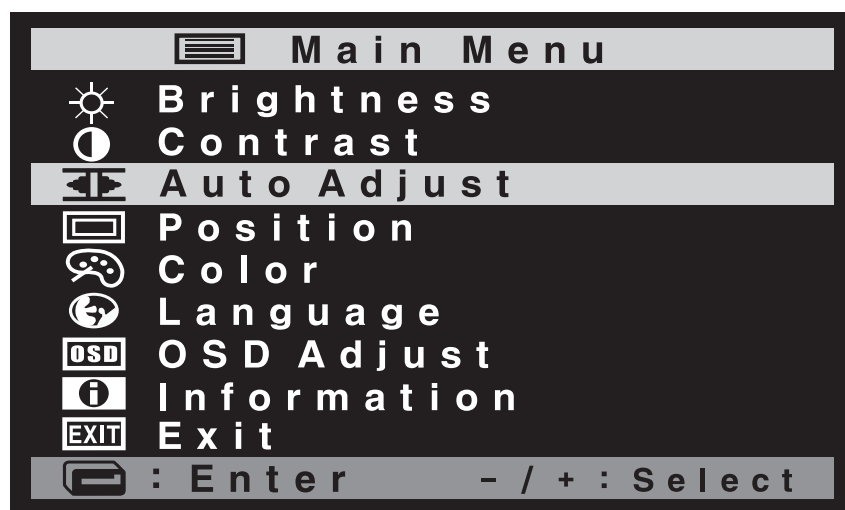 Main Menu
Brightness
Contrast
Auto Adjust
Position
Color
Language
OSD OSD Adjust
Information
EXIT Exit
: Enter - / + : Select